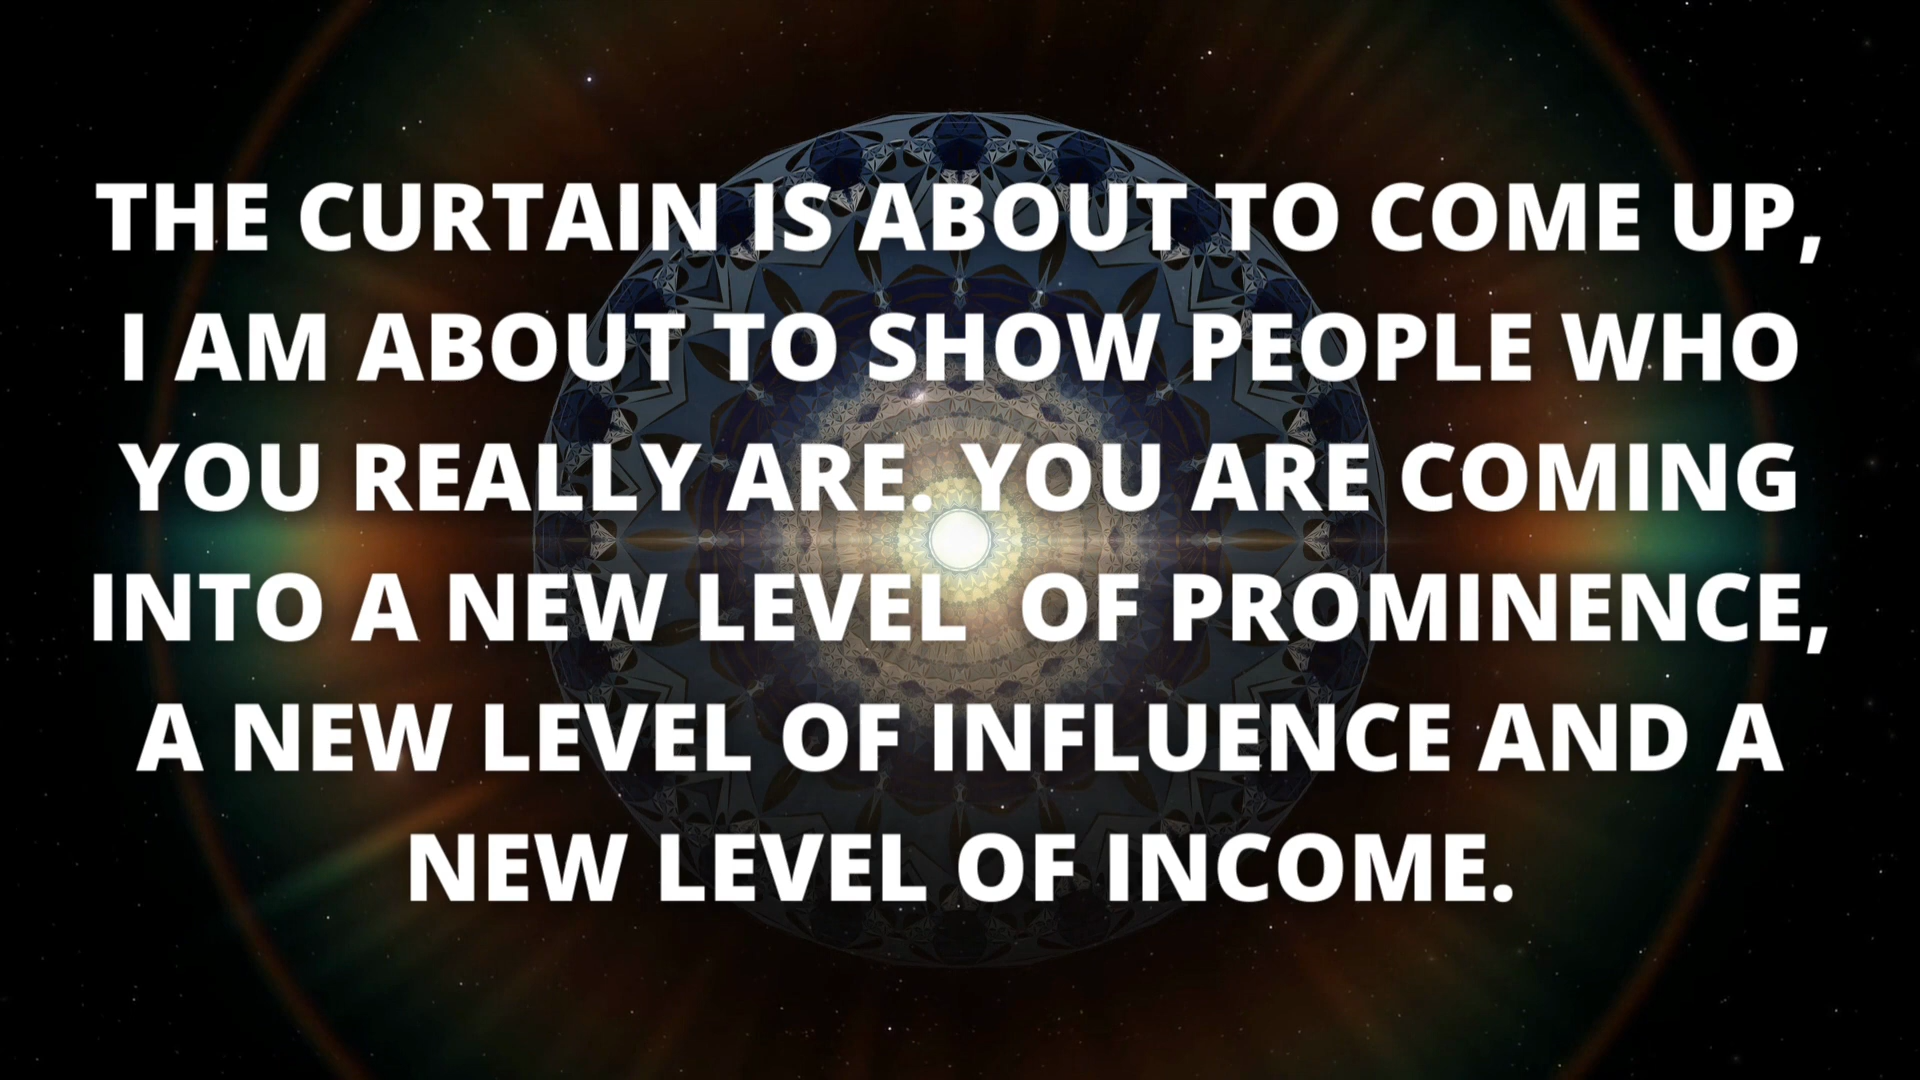 THE CURTAIN IS ABOUT TO COME UP,
I AM ABOUT TO SHOW PEOPLE WHO
YOU REALLY ARE. YOU ARE COMING
INTO A NEW LEVEL  OF PROMINENCE,
A NEW LEVEL OF INFLUENCE AND A
NEW LEVEL OF INCOME.